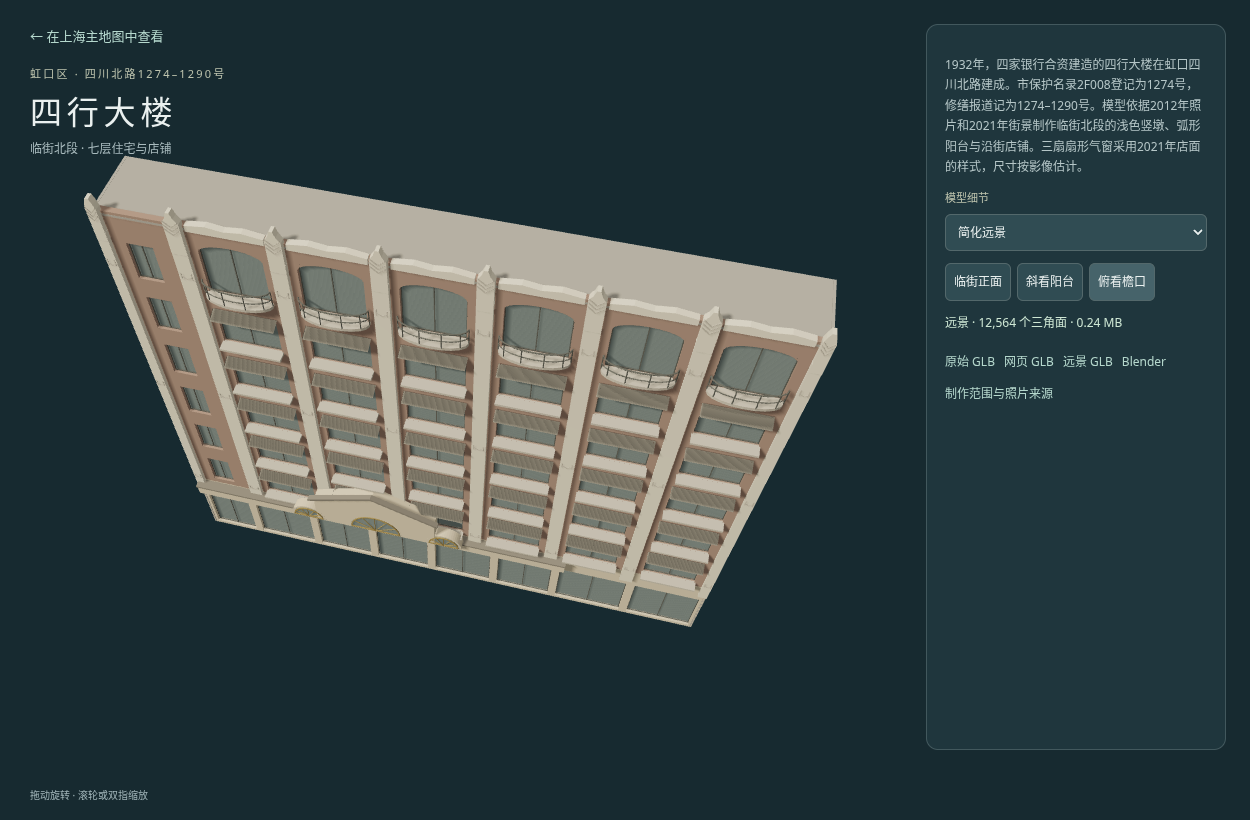 ← 在上海主地图中查看
虹口区 · 四川北路1274–1290号
四行大楼
临街北段 · 七层住宅与店铺
1932年，四家银行合资建造的四行大楼在虹口四
川北路建成。市保护名录2F008登记为1274号，
修缮报道记为1274–1290号。模型依据2012年照
片和2021年街景制作临街北段的浅色竖墩、弧形
阳台与沿街店铺。三扇扇形气窗采用2021年店面
的样式，尺寸按影像估计。
模型细节
简化远景
临街正面 斜看阳台 俯看檐口
远景 · 12,564 个三角面 · 0.24 MB
原始 GLB 网页 GLB 远景 GLB Blender
制作范围与照片来源
拖动旋转 · 滚轮或双指缩放